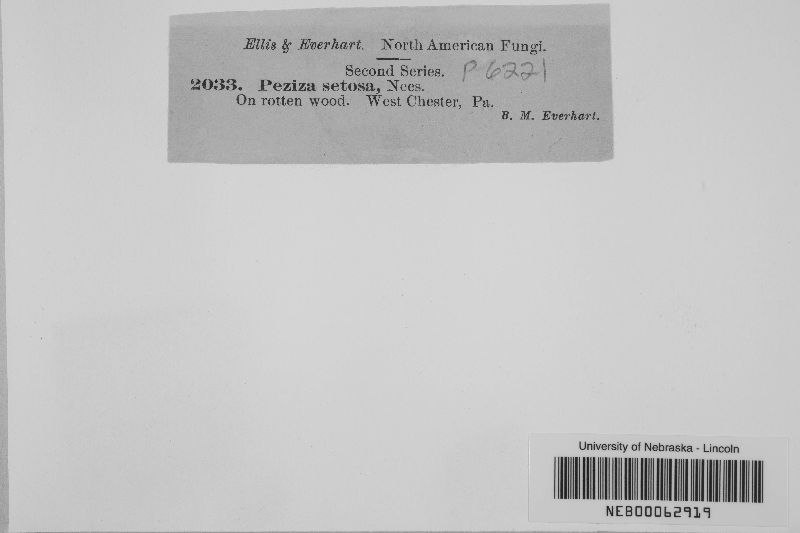 Ellis & Everhart. North American Fungi.
Second Series. P 6221
2033. Peziza setosa, Nees.
On rotten wood. West Chester, Pa.
B. M. Everhart.
University of Nebraska - Lincoln
NEB00062919